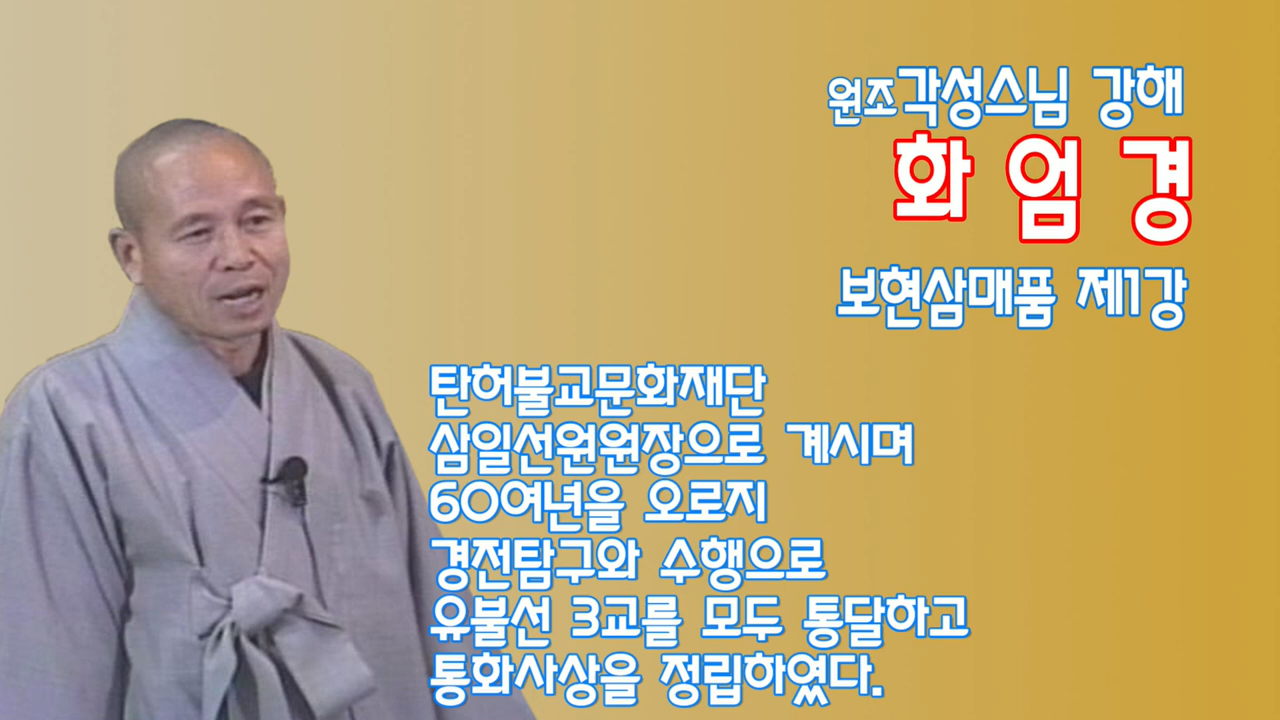 원조각성스님 강해
화엄경
보현삼매품 제1강
탄허불교문화재단
삼일선원원장으로 계시며
60여년을 오로지
경전탐구와 수행으로
유불선 3교를 모두 통달하고
통화사상을 정립하였다.